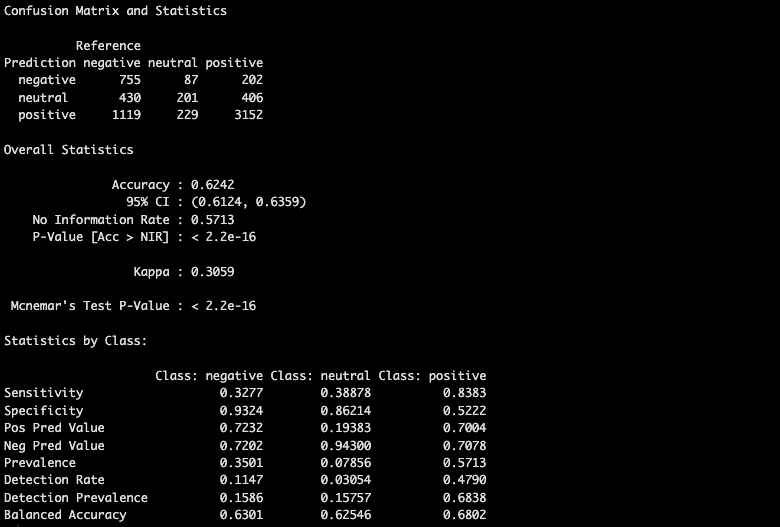 Confusion Matrix and Statistics
Reference
Prediction negative neutral positive
negative 755 87 202
neutral 430 201 406
positive 1119 229 3152
Overall Statistics
Accuracy : 0.6242
95% CI : (0.6124, 0.6359)
No Information Rate : 0.5713
P-Value [Acc > NIR] : < 2.2e-16
Kappa : 0.3059
Mcnemar's Test P-Value : < 2.2e-16
Statistics by Class:
Class: negative Class: neutral Class: positive
Sensitivity 0.3277 0.38878 0.8383
Specificity 0.9324 0.86214 0.5222
Pos Pred Value 0.7232 0.19383 0.7004
Neg Pred Value 0.7202 0.94300 0.7078
Prevalence 0.3501 0.07856 0.5713
Detection Rate 0.1147 0.03054 0.4790
Detection Prevalence 0.1586 0.15757 0.6838
Balanced Accuracy 0.6301 0.62546 0.6802